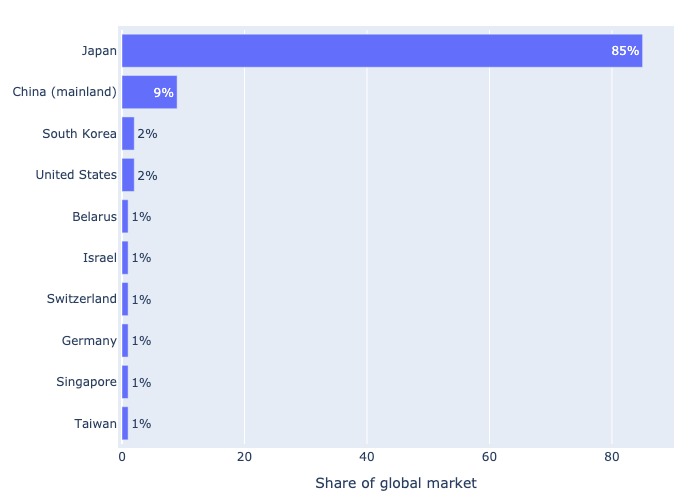 Japan 85%
China (mainland) 9%
South Korea 2%
United States 2%
Belarus 1%
Israel 1%
Switzerland 1%
Germany 1%
Singapore 1%
Taiwan 1%
0 20 40 60 80
Share of global market